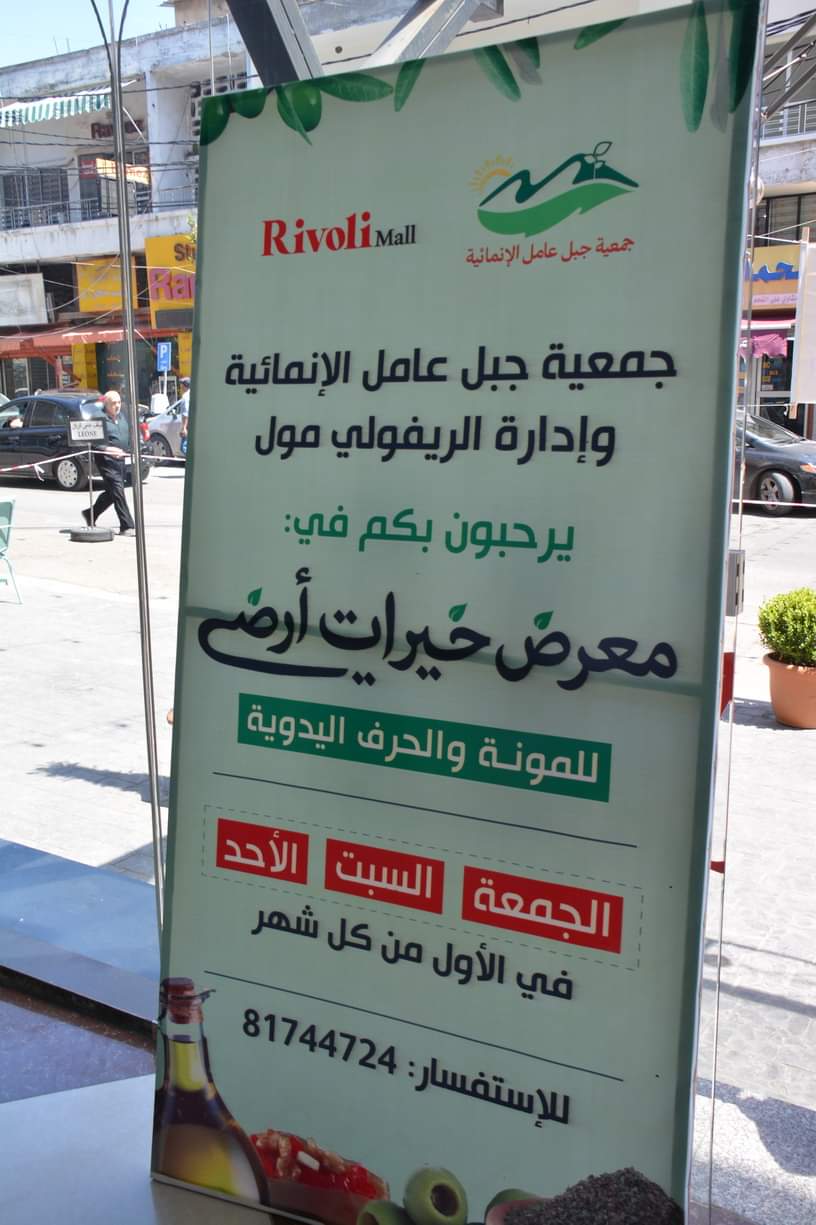 Rivoli Mall
جمعية جبل عامل الإنمائية
جمعية جبل عامل الإنمائية
وإدارة الريفولي مول
يرحبون بكم في:
معرض خيرات أرضي
للمونة والحرف اليدوية
الجمعة السبت الأحد
في الأول من كل شهر
للإستفسار: 81744724
P
LEONE